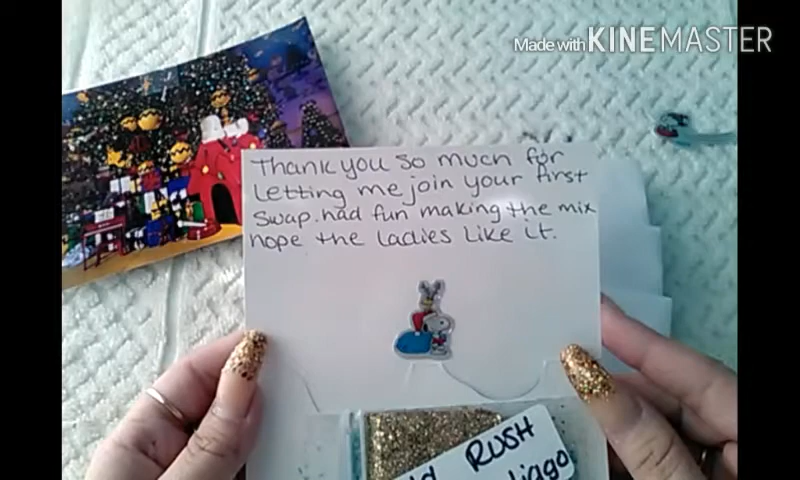 Made with KINEMASTER
Thank you so much for
Letting me join your first
Swap. had fun making the mix
hope the ladies like it.
RUSH